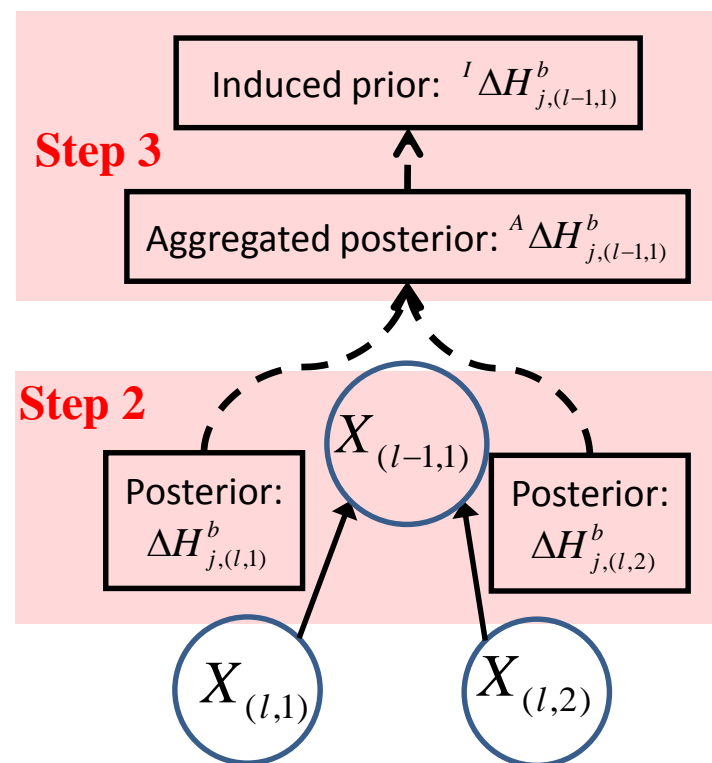 Induced prior: ^I ΔH^b_{j,(l−1,1)}
Step 3
Aggregated posterior: ^A ΔH^b_{j,(l−1,1)}
Step 2
X_{(l−1,1)}
Posterior:
ΔH^b_{j,(l,1)}
Posterior:
ΔH^b_{j,(l,2)}
X_{(l,1)}
X_{(l,2)}